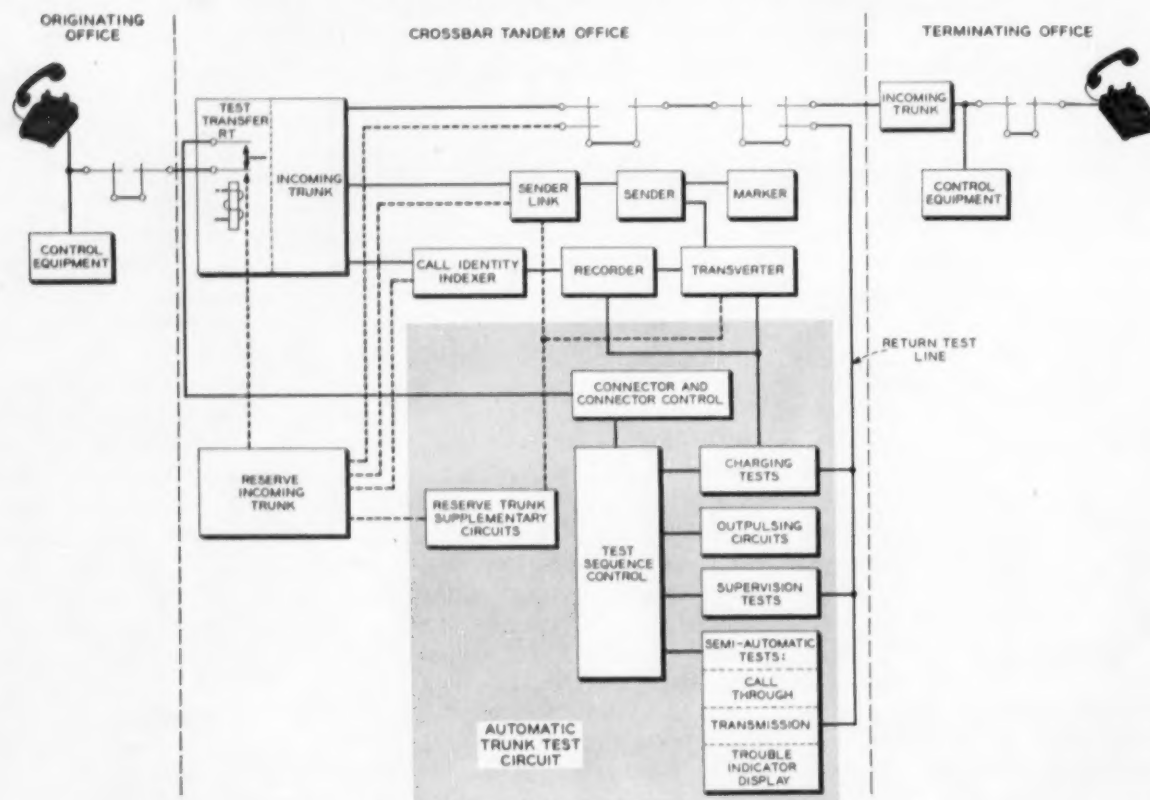 ORIGINATING
OFFICE
CROSSBAR TANDEM OFFICE
TERMINATING OFFICE
TEST
TRANSFER
RT
INCOMING
TRUNK
INCOMING
TRUNK
SENDER
LINK
SENDER
MARKER
CONTROL
EQUIPMENT
CONTROL
EQUIPMENT
CALL IDENTITY
INDEXER
RECORDER
TRANSVERTER
RETURN TEST
LINE
CONNECTOR AND
CONNECTOR CONTROL
RESERVE
INCOMING
TRUNK
RESERVE TRUNK
SUPPLEMENTARY
CIRCUITS
TEST
SEQUENCE
CONTROL
CHARGING
TESTS
OUTPULSING
CIRCUITS
SUPERVISION
TESTS
SEMI-AUTOMATIC
TESTS:
CALL
THROUGH
TRANSMISSION
TROUBLE
INDICATOR
DISPLAY
AUTOMATIC
TRUNK TEST
CIRCUIT